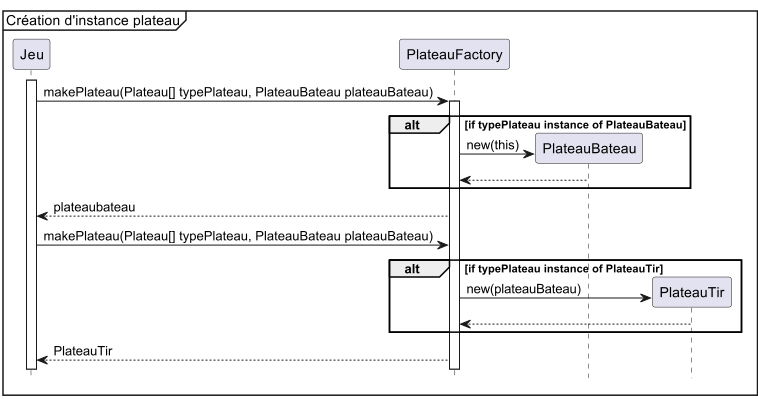 Création d'instance plateau
Jeu
PlateauFactory
makePlateau(Plateau[] typePlateau, PlateauBateau plateauBateau)
alt
[if typePlateau instance of PlateauBateau]
new(this)
PlateauBateau
plateaubateau
makePlateau(Plateau[] typePlateau, PlateauBateau plateauBateau)
alt
[if typePlateau instance of PlateauTir]
new(plateauBateau)
PlateauTir
PlateauTir